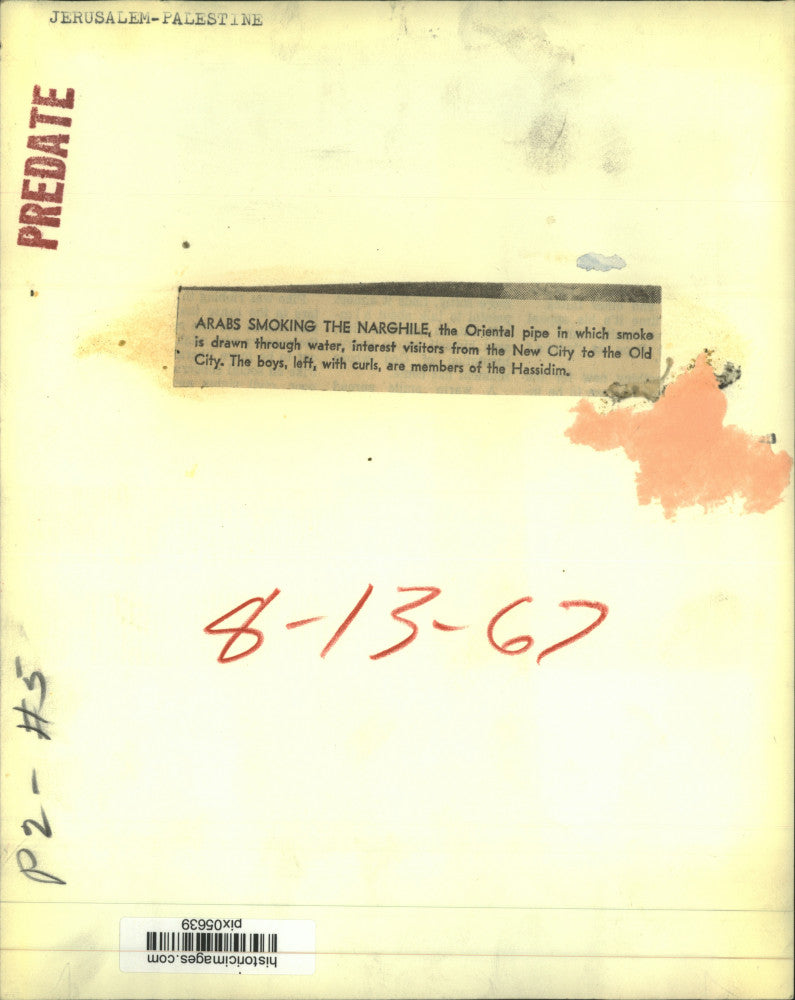 JERUSALEM-PALESTINE
PREDATE
ARABS SMOKING THE NARGHILE, the Oriental pipe in which smoke
is drawn through water, interest visitors from the New City to the Old
City. The boys, left, with curls, are members of the Hassidim.
8-13-67
P2-H5
historicimages.com
pix05639